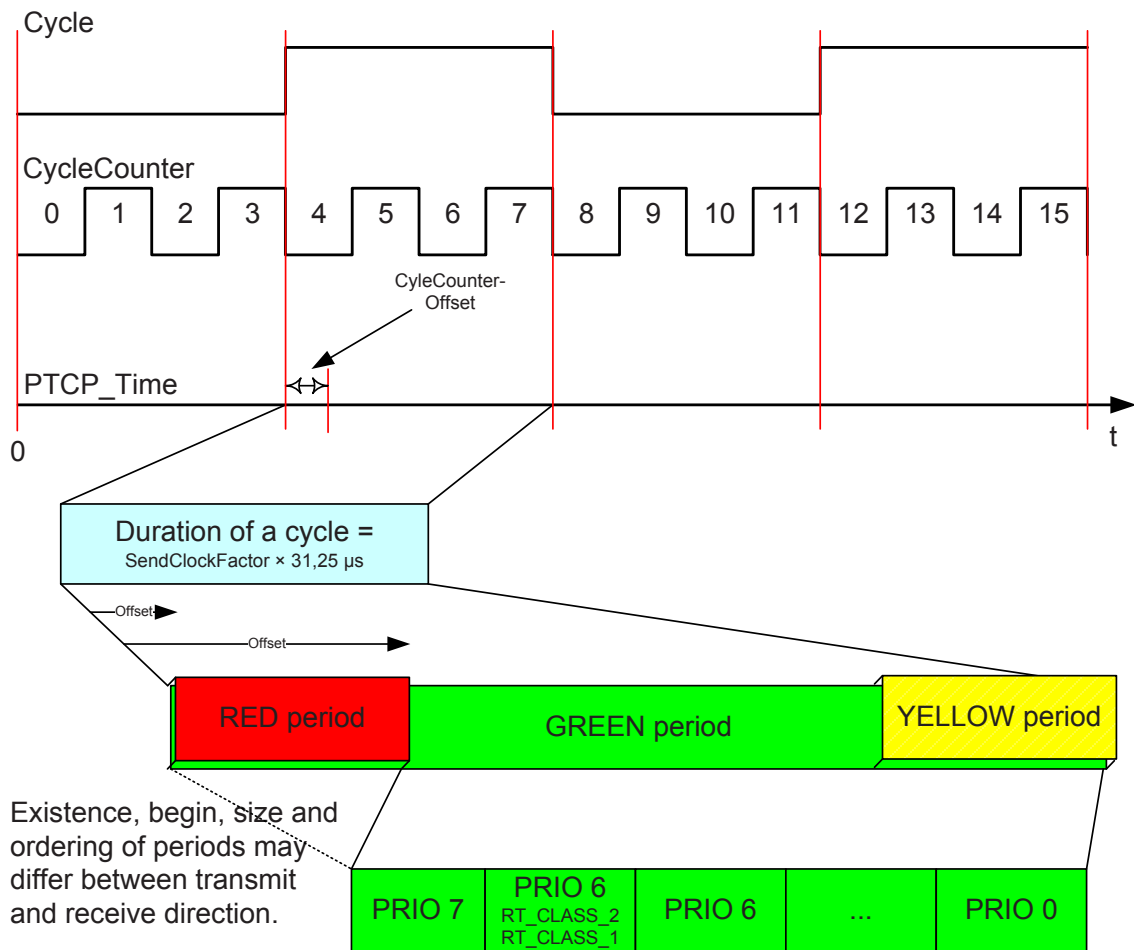 Cycle
CycleCounter
0 1 2 3 4 5 6 7 8 9 10 11 12 13 14 15
CyleCounter-
Offset
PTCP_Time
0
t
Duration of a cycle =
SendClockFactor × 31,25 µs
Offset
Offset
RED period
GREEN period
YELLOW period
Existence, begin, size and
ordering of periods may
differ between transmit
and receive direction.
PRIO 7
PRIO 6
RT_CLASS_2
RT_CLASS_1
PRIO 6
...
PRIO 0